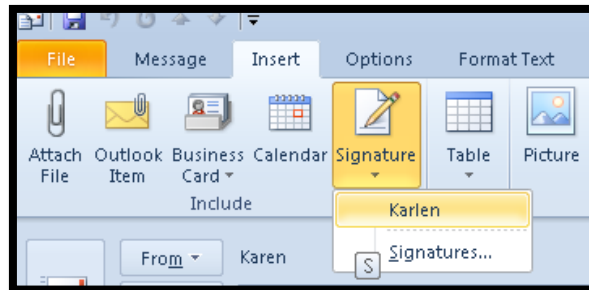 File Message Insert Options Format Text
Attach File Outlook Item Business Card Calendar Signature Table Picture
Include
Karlen
S Signatures...
From Karen